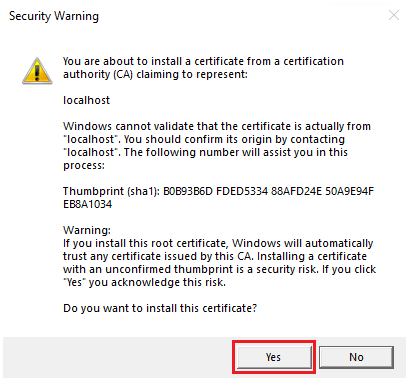 Security Warning
You are about to install a certificate from a certification
authority (CA) claiming to represent:
localhost
Windows cannot validate that the certificate is actually from
"localhost". You should confirm its origin by contacting
"localhost". The following number will assist you in this
process:
Thumbprint (sha1): B0B93B6D FDED5334 88AFD24E 50A9E94F
EB8A1034
Warning:
If you install this root certificate, Windows will automatically
trust any certificate issued by this CA. Installing a certificate
with an unconfirmed thumbprint is a security risk. If you click
"Yes" you acknowledge this risk.
Do you want to install this certificate?
Yes
No